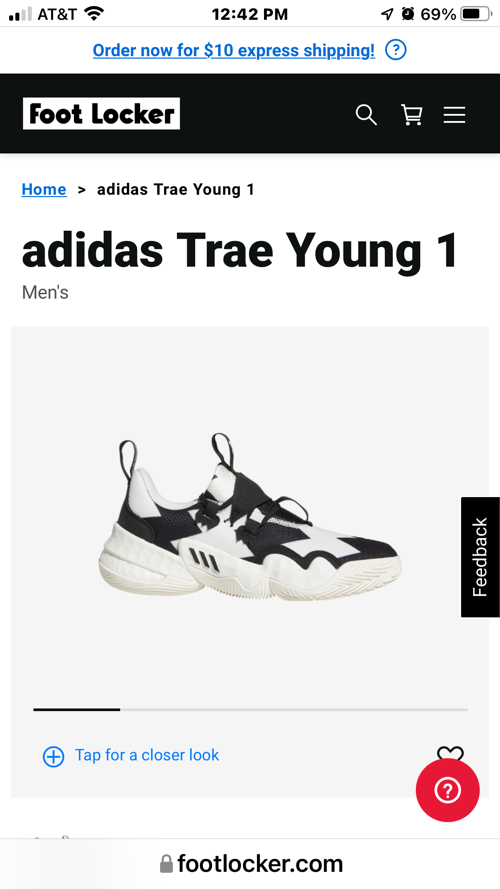 AT&T 12:42 PM 69%
Order now for $10 express shipping! ?
Foot Locker
Home > adidas Trae Young 1
adidas Trae Young 1
Men's
Feedback
Tap for a closer look
?
footlocker.com